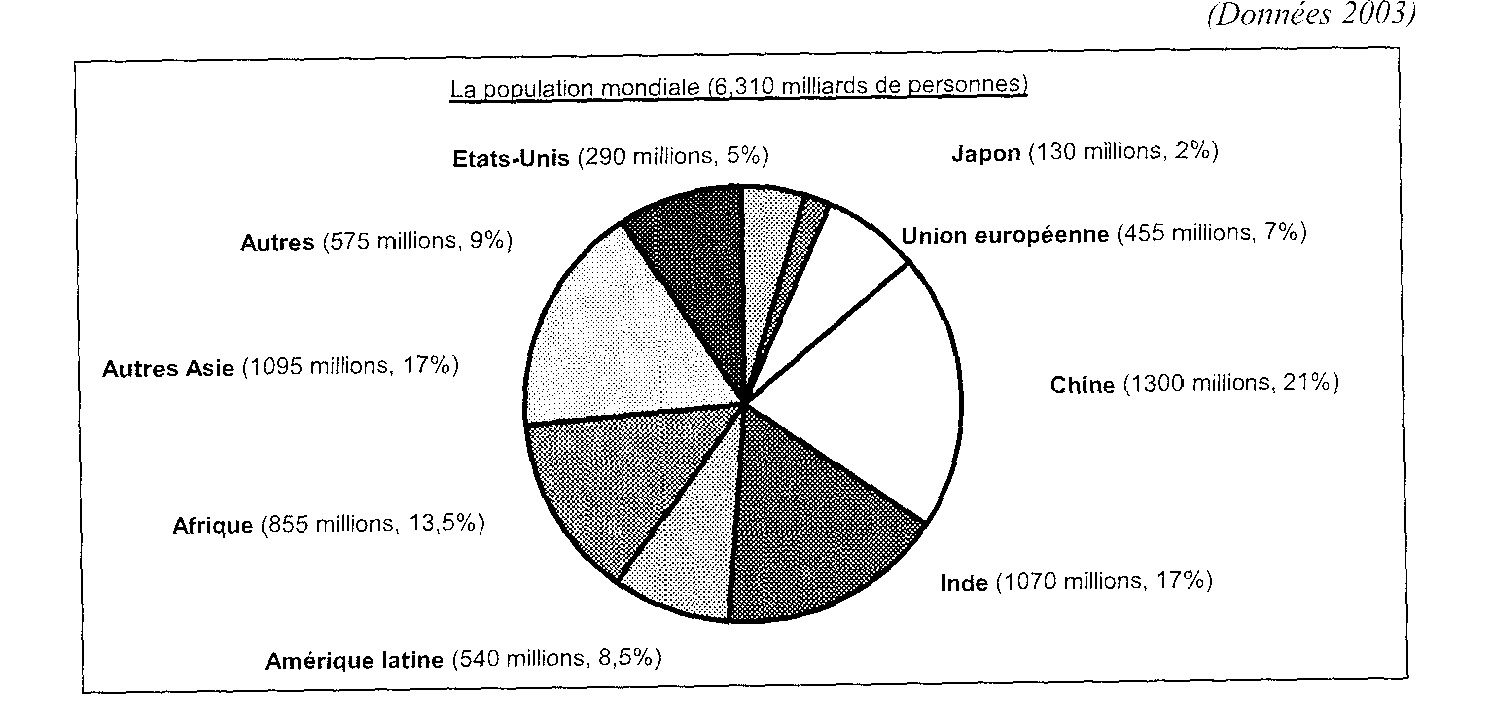 (Données 2003)
La population mondiale (6,310 milliards de personnes)
Etats-Unis (290 millions, 5%)
Japon (130 millions, 2%)
Autres (575 millions, 9%)
Union européenne (455 millions, 7%)
Autres Asie (1095 millions, 17%)
Chine (1300 millions, 21%)
Afrique (855 millions, 13,5%)
Inde (1070 millions, 17%)
Amérique latine (540 millions, 8,5%)